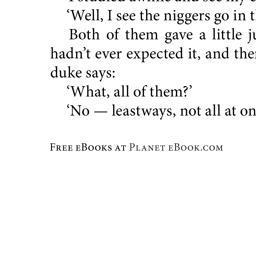 ‘Well, I see the niggers go in t
Both of them gave a little ju
hadn’t ever expected it, and the
duke says:
‘What, all of them?’
‘No — leastways, not all at on
Free eBooks at Planet eBook.com